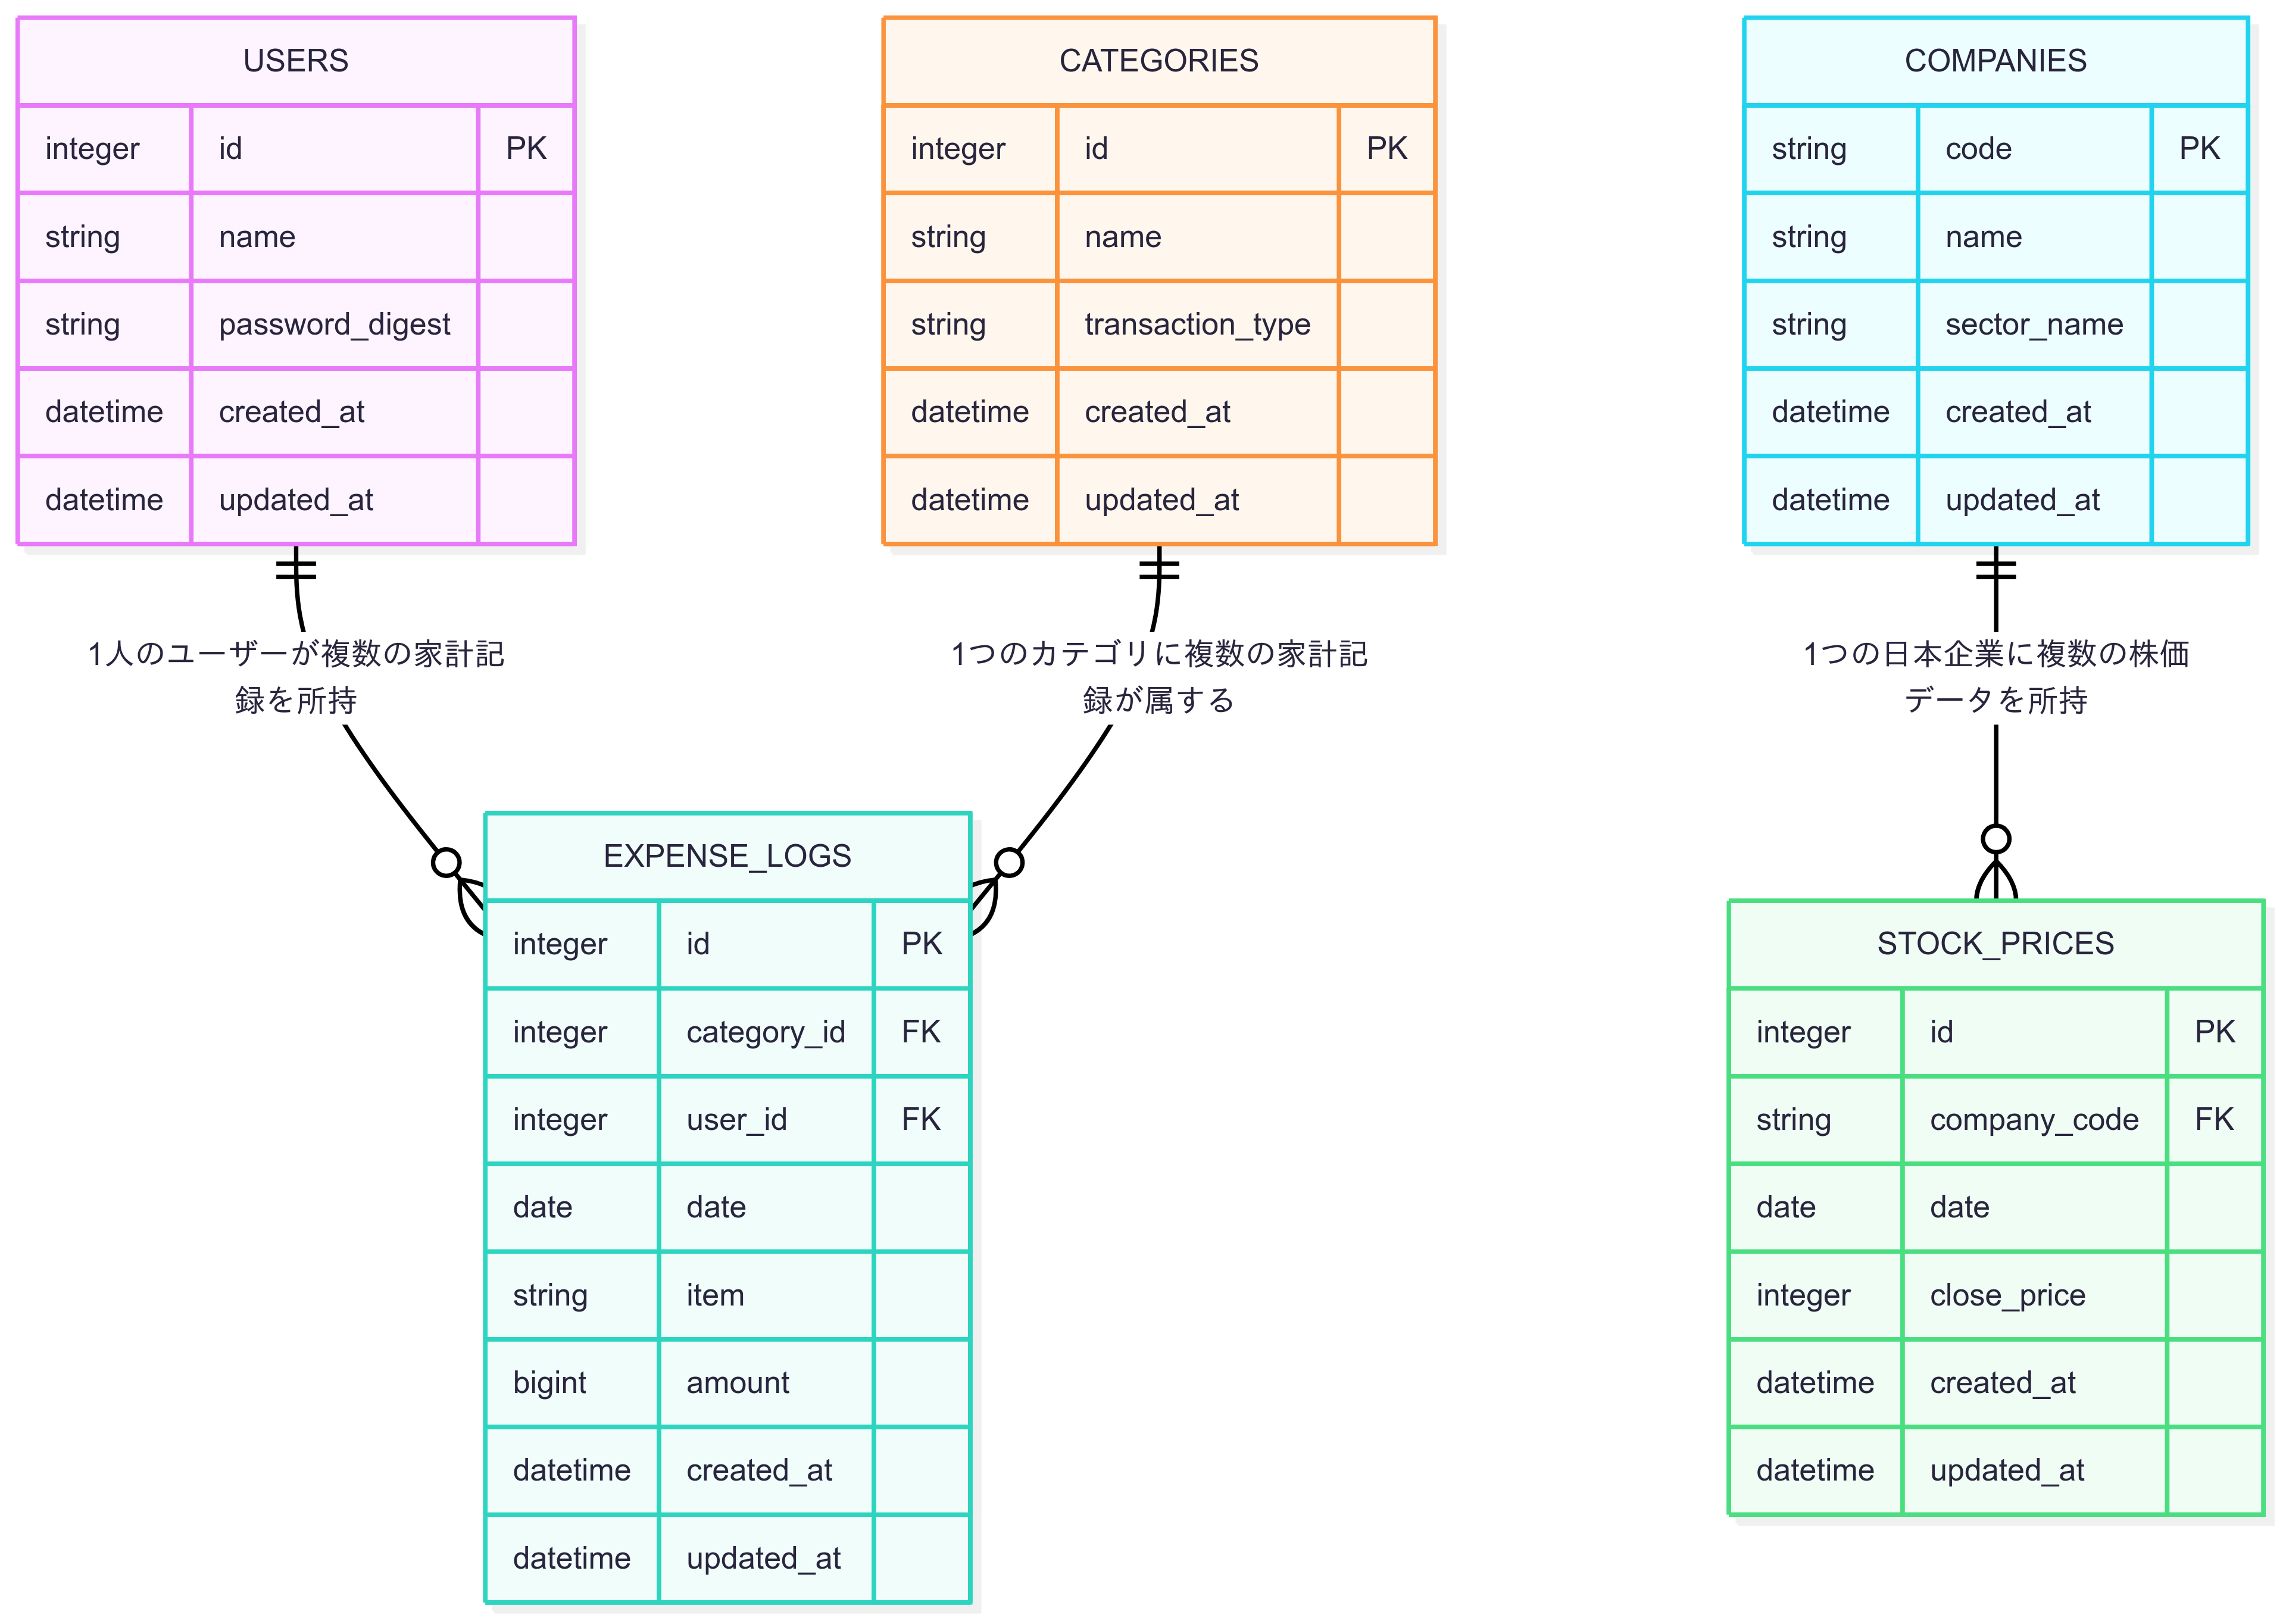 USERS
integer id PK
string name
string password_digest
datetime created_at
datetime updated_at
CATEGORIES
integer id PK
string name
string transaction_type
datetime created_at
datetime updated_at
COMPANIES
string code PK
string name
string sector_name
datetime created_at
datetime updated_at
1人のユーザーが複数の家計記
録を所持
1つのカテゴリに複数の家計記
録が属する
1つの日本企業に複数の株価
データを所持
EXPENSE_LOGS
integer id PK
integer category_id FK
integer user_id FK
date date
string item
bigint amount
datetime created_at
datetime updated_at
STOCK_PRICES
integer id PK
string company_code FK
date date
integer close_price
datetime created_at
datetime updated_at